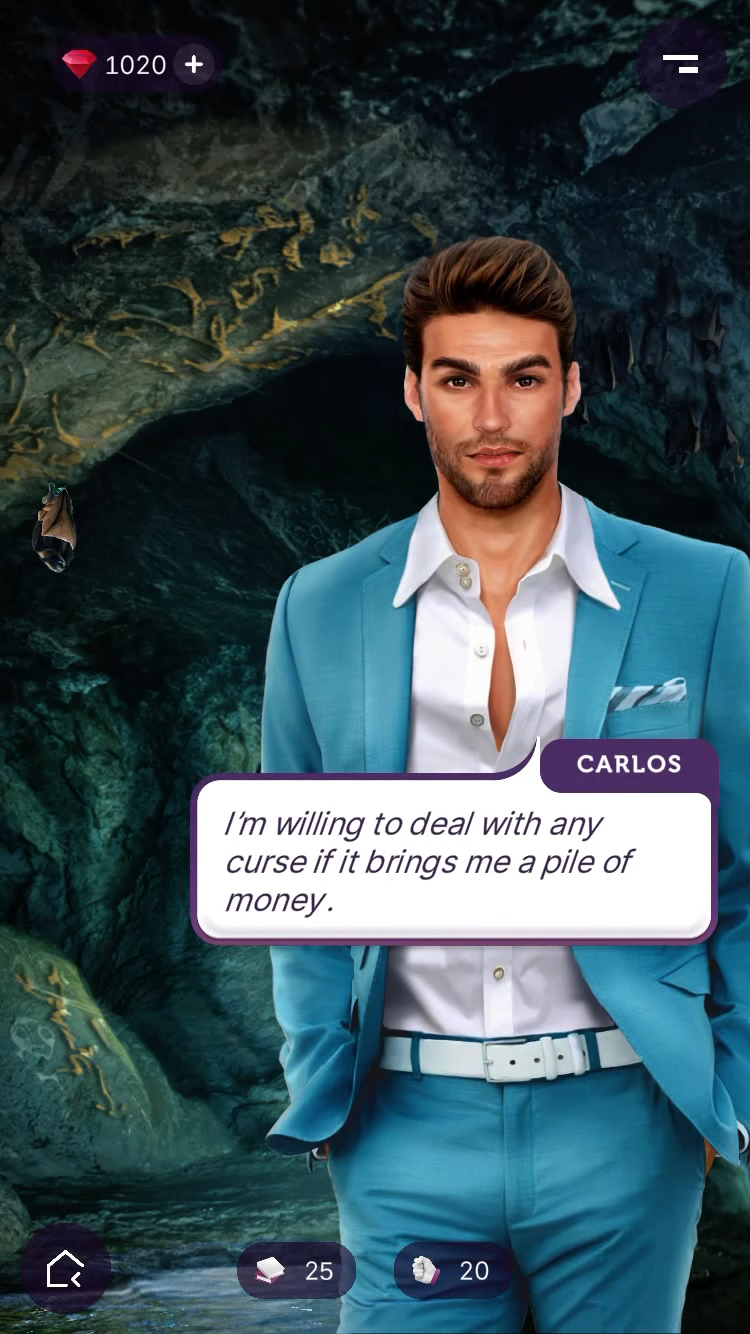 1020
CARLOS
I'm willing to deal with any
curse if it brings me a pile of
money.
25
20